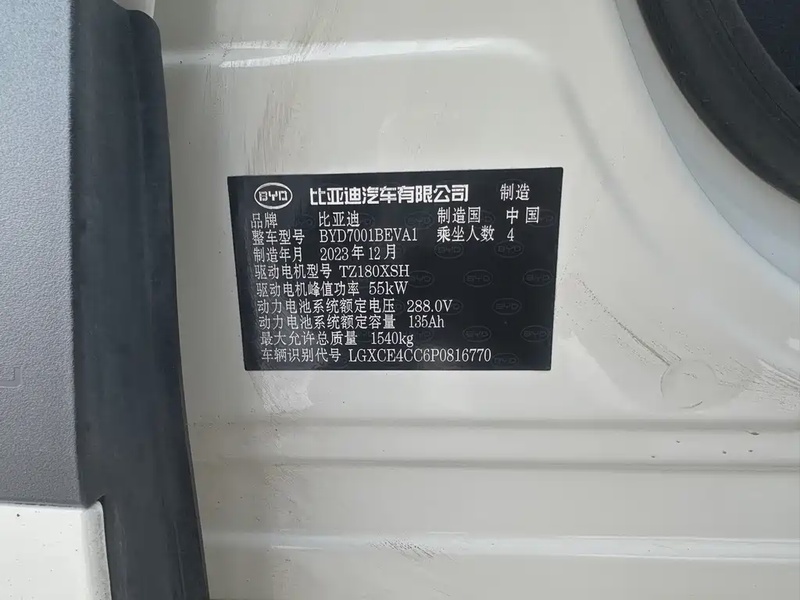 BYD 比亚迪汽车有限公司 制造
品牌 比亚迪 制造国 中国
整车型号 BYD7001BEVA1 乘坐人数 4
制造年月 2023年12月
驱动电机型号 TZ180XSH
驱动电机峰值功率 55kW
动力电池系统额定电压 288.0V
动力电池系统额定容量 135Ah
最大允许总质量 1540kg
车辆识别代号 LGXCE4CC6P0816770